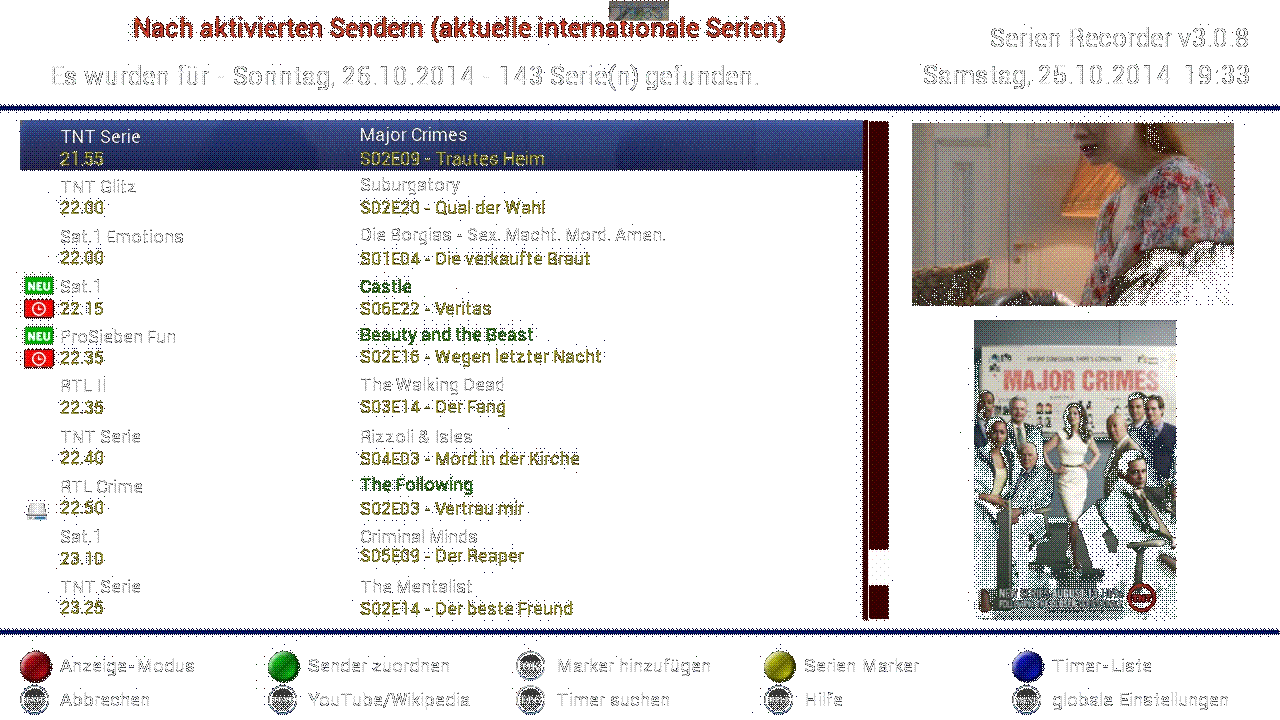 Nach aktivierten Sendern (aktuelle internationale Serien)
Serien Recorder v3.0.8
Es wurden für - Sonntag, 26.10.2014 - 143 Serie(n) gefunden.
Samstag, 25.10.2014 19:33
TNT Serie Major Crimes
21.55 S02E09 - Trautes Heim
TNT Glitz Suburgatory
22.00 S02E20 - Qual der Wahl
Sat.1 Emotions Die Borgias - Sex. Macht. Mord. Amen.
22.00 S01E04 - Die verkaufte Braut
NEU Sat.1 Castle
22.15 S06E22 - Veritas
NEU ProSieben Fun Beauty and the Beast
22.35 S02E16 - Wegen letzter Nacht
RTL II The Walking Dead
22.35 S03E14 - Der Fang
TNT Serie Rizzoli & Isles
22.40 S04E03 - Mord in der Kirche
RTL Crime The Following
22.50 S02E03 - Vertrau mir
Sat.1 Criminal Minds
23.10 S05E09 - Der Reaper
TNT Serie The Mentalist
23.25 S02E14 - Der beste Freund
MAJOR CRIMES
Anzeige-Modus Sender zuordnen Marker hinzufügen Serien Marker Timer-Liste
Abbrechen YouTube/Wikipedia Timer suchen Hilfe globale Einstellungen